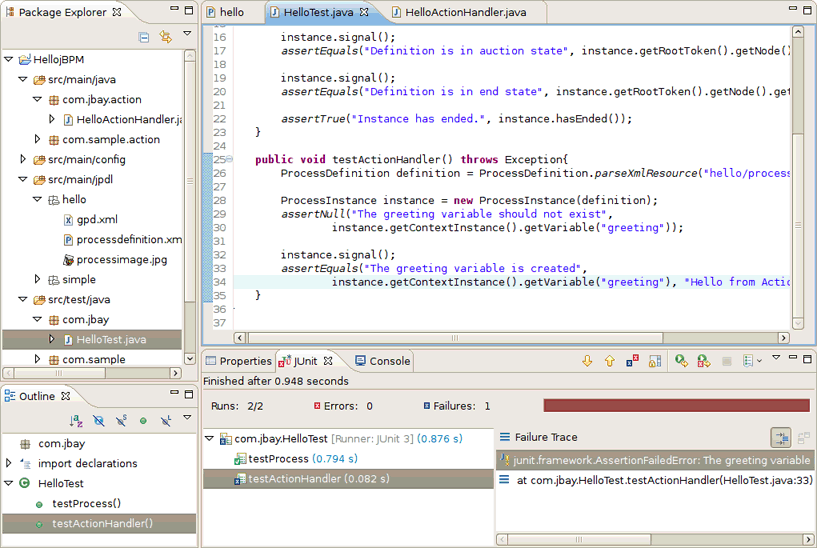 Package Explorer
HellojBPM
src/main/java
com.jbay.action
HelloActionHandler.ja
com.sample.action
src/main/config
src/main/jpdl
hello
gpd.xml
processdefinition.xm
processimage.jpg
simple
src/test/java
com.jbay
HelloTest.java
com.sample
Outline
com.jbay
import declarations
HelloTest
testProcess()
testActionHandler()
hello
HelloTest.java
HelloActionHandler.java
16 instance.signal();
17 assertEquals("Definition is in auction state", instance.getRootToken().getNode().
18
19 instance.signal();
20 assertEquals("Definition is in end state", instance.getRootToken().getNode().get
21
22 assertTrue("Instance has ended.", instance.hasEnded());
23 }
24
25 public void testActionHandler() throws Exception{
26 ProcessDefinition definition = ProcessDefinition.parseXmlResource("hello/process
27
28 ProcessInstance instance = new ProcessInstance(definition);
29 assertNull("The greeting variable should not exist",
30 instance.getContextInstance().getVariable("greeting"));
31
32 instance.signal();
33 assertEquals("The greeting variable is created",
34 instance.getContextInstance().getVariable("greeting"), "Hello from Actio
35 }
36
37
Properties
JUnit
Console
Finished after 0.948 seconds
Runs: 2/2 Errors: 0 Failures: 1
com.jbay.HelloTest [Runner: JUnit 3] (0.876 s)
testProcess (0.794 s)
testActionHandler (0.082 s)
Failure Trace
junit.framework.AssertionFailedError: The greeting variable
at com.jbay.HelloTest.testActionHandler(HelloTest.java:33)